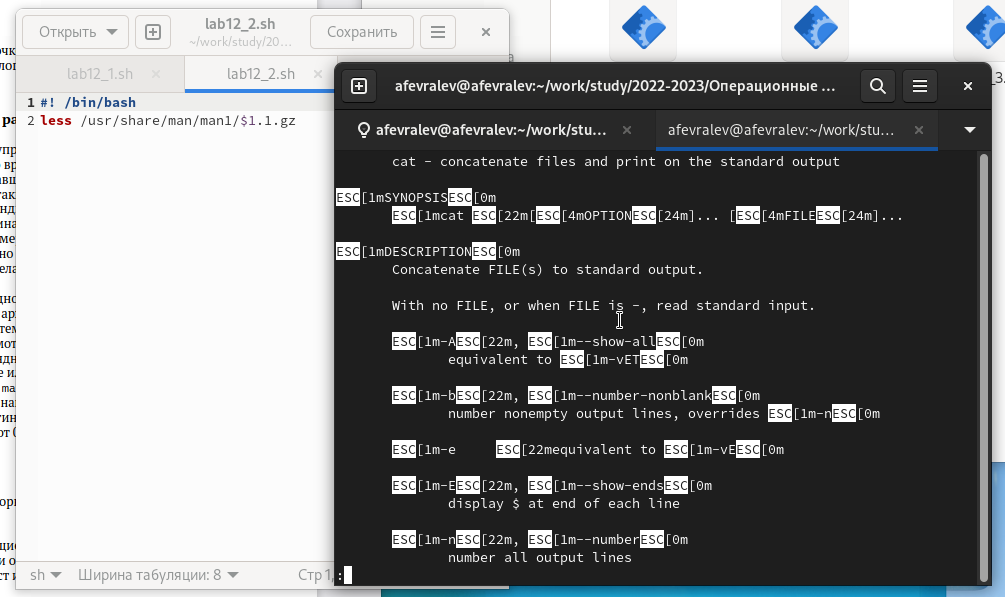 Открыть
lab12_2.sh
~/work/study/20...
Сохранить
lab12_1.sh
lab12_2.sh
1 #! /bin/bash
2 less /usr/share/man/man1/$1.1.gz
sh
Ширина табуляции: 8
Стр 1,
afevralev@afevralev:~/work/study/2022-2023/Операционные ...
afevralev@afevralev:~/work/stu...
afevralev@afevralev:~/work/stu...
cat - concatenate files and print on the standard output
ESC[1mSYNOPSISESC[0m
ESC[1mcat ESC[22m[ESC[4mOPTIONESC[24m]... [ESC[4mFILEESC[24m]...
ESC[1mDESCRIPTIONESC[0m
Concatenate FILE(s) to standard output.
With no FILE, or when FILE is -, read standard input.
ESC[1m-AESC[22m, ESC[1m--show-allESC[0m
equivalent to ESC[1m-vETESC[0m
ESC[1m-bESC[22m, ESC[1m--number-nonblankESC[0m
number nonempty output lines, overrides ESC[1m-nESC[0m
ESC[1m-e     ESC[22mequivalent to ESC[1m-vEESC[0m
ESC[1m-EESC[22m, ESC[1m--show-endsESC[0m
display $ at end of each line
ESC[1m-nESC[22m, ESC[1m--numberESC[0m
number all output lines
: